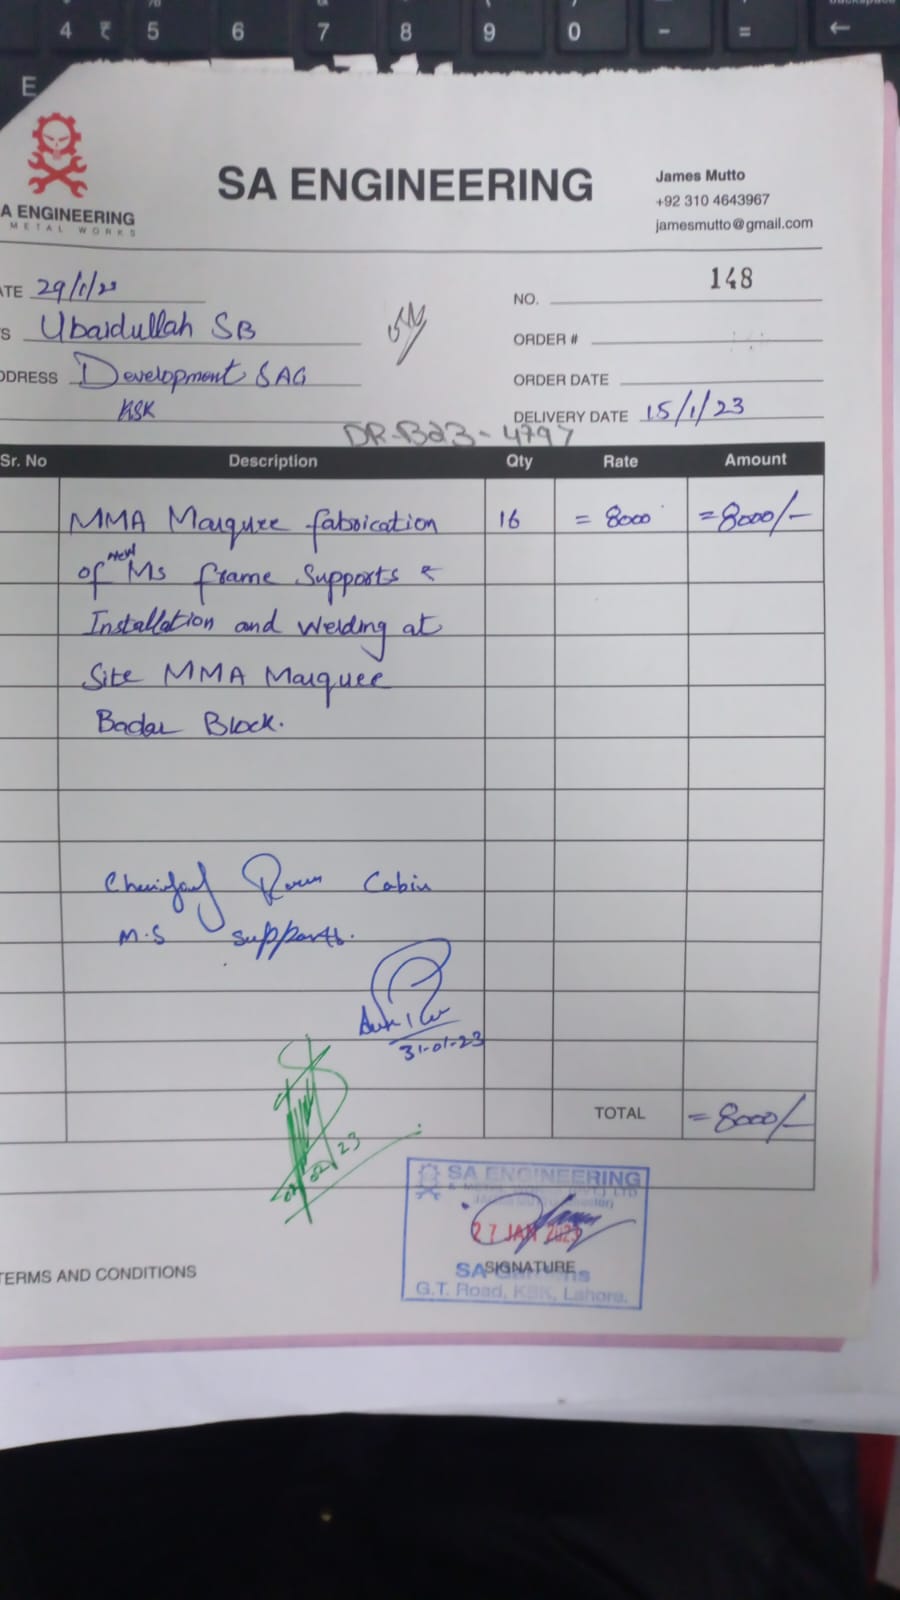 4 ₹ 5 6 7 8 9 0 - = ←
E
SA ENGINEERING
James Mutto
+92 310 4643967
jamesmutto@gmail.com
A ENGINEERING
METAL WORKS
ATE 29/1/23
NO. 148
S Ubaidullah SB
ORDER #
DDRESS Development SAG
ORDER DATE
KSK
DELIVERY DATE 15/1/23
DR-B23-4797
Sr. No Description Qty Rate Amount
MMA Marquee fabrication 16 = 8000 =8000/-
of new Ms frame Supports &
Installation and Welding at
Site MMA Marquee
Badar Block.
Room Cabin
M.S supports.
31-01-23
02/02/23
TOTAL =8000/-
SA ENGINEERING
27 JAN 2023
SIGNATURE
SA Gardens
G.T. Road, KSK, Lahore.
TERMS AND CONDITIONS